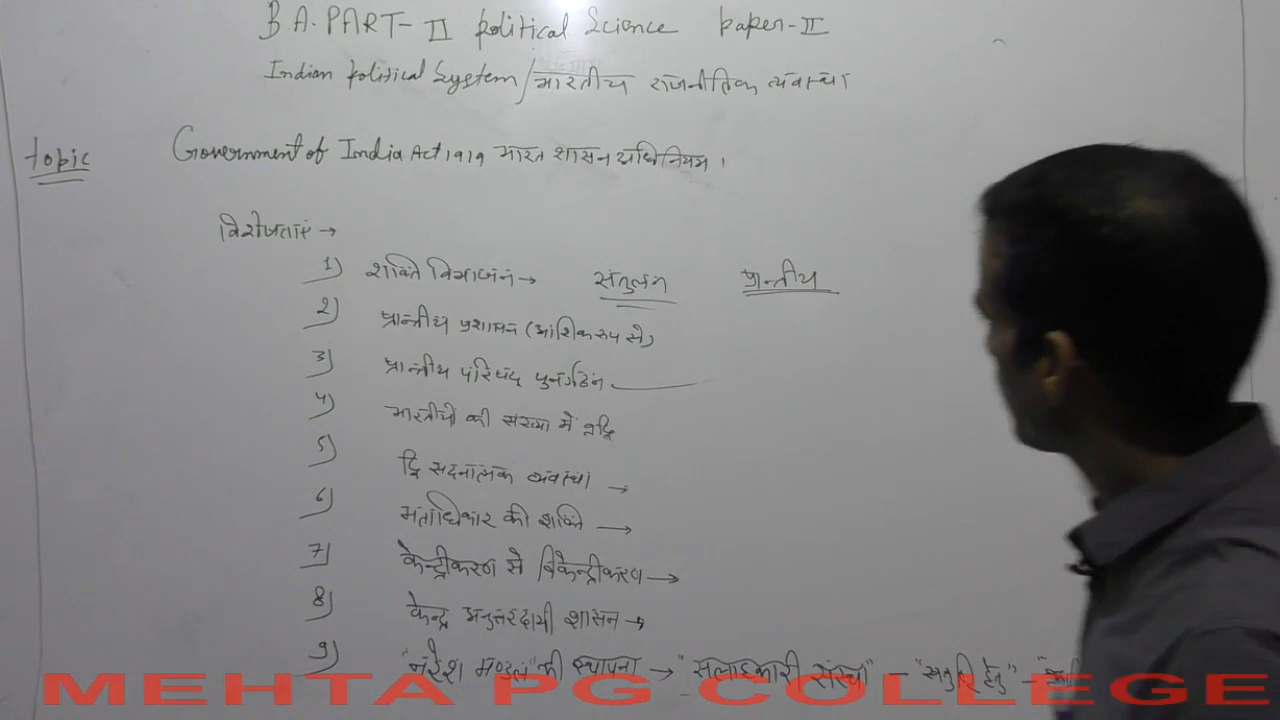 B.A. PART-II Political Science Paper-II
Indian Political System/भारतीय राजनीतिक व्यवस्था
Topic Government of India Act 1919 भारत शासन अधिनियम।
विशेषताएं →
1) शक्ति विभाजन → संतुलन प्रान्तीय
2) प्रान्तीय प्रशासन (आंशिक रूप से)
3) प्रान्तीय परिषद पुनर्गठन
4) भारतीयों की संख्या में वृद्धि
5) द्वि सदनात्मक व्यवस्था →
6) मताधिकार की शक्ति →
7) केन्द्रीकरण से विकेन्द्रीकरण →
8) केन्द्र अनुत्तरदायी शासन →
9) "नरेश मण्डल" की स्थापना → "सलाहकारी संस्था" - "सन्तुष्टि हेतु" -
MEHTA PG COLLEGE